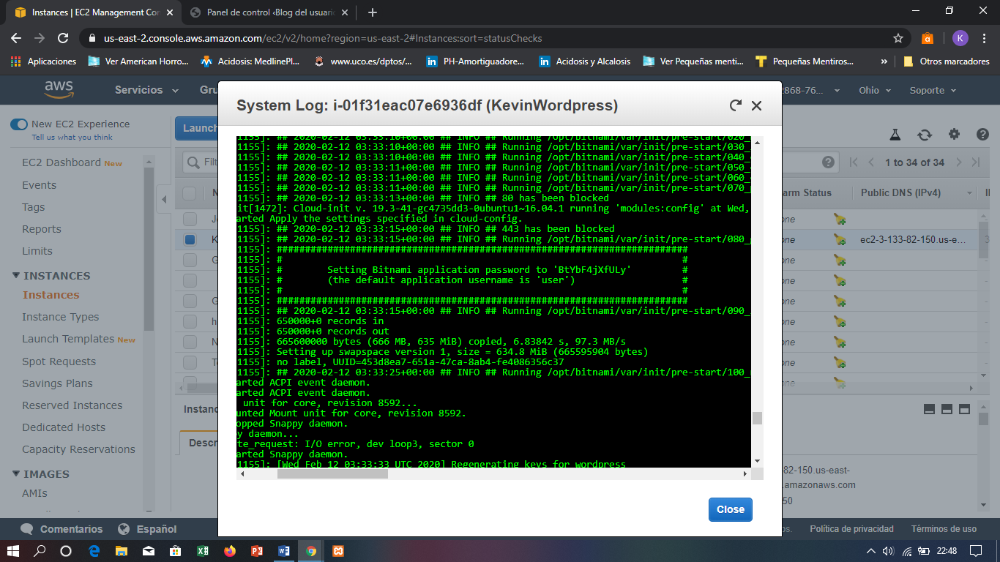 Instances | EC2 Management Con
Panel de control ‹Blog del usuario
us-east-2.console.aws.amazon.com/ec2/v2/home?region=us-east-2#Instances:sort=statusChecks
K
Aplicaciones
Ver American Horro...
Acidosis: MedlinePl...
www.uco.es/dptos/...
PH-Amortiguadore...
Acidosis y Alcalosis
Ver Pequeñas menti...
Pequeñas Mentiros...
»
Otros marcadores
aws
Servicios
Gru
2868-76...
Ohio
Soporte
New EC2 Experience
Tell us what you think
EC2 Dashboard New
Events
Tags
Reports
Limits
INSTANCES
Instances
Instance Types
Launch Templates New
Spot Requests
Savings Plans
Reserved Instances
Dedicated Hosts
Capacity Reservations
IMAGES
AMIs
Launch
Filt
1 to 34 of 34
N
arm Status
Public DNS (IPv4)
one
K
one
ec2-3-133-82-150.us-e...
G
one
one
one
G
one
h
one
N
one
Te
one
one
Instanc
Descr
82-150.us-east-
.amazonaws.com
50
System Log: i-01f31eac07e6936df (KevinWordpress)
1155]: ## 2020-02-12 03:33:10+00:00 ## INFO ## Running /opt/bitnami/var/init/pre-start/020_
1155]: ## 2020-02-12 03:33:10+00:00 ## INFO ## Running /opt/bitnami/var/init/pre-start/030_
1155]: ## 2020-02-12 03:33:10+00:00 ## INFO ## Running /opt/bitnami/var/init/pre-start/040_
1155]: ## 2020-02-12 03:33:11+00:00 ## INFO ## Running /opt/bitnami/var/init/pre-start/050_
1155]: ## 2020-02-12 03:33:11+00:00 ## INFO ## Running /opt/bitnami/var/init/pre-start/060_
1155]: ## 2020-02-12 03:33:11+00:00 ## INFO ## Running /opt/bitnami/var/init/pre-start/070_
1155]: ## 2020-02-12 03:33:13+00:00 ## INFO ## 80 has been blocked
it[1472]: Cloud-init v. 19.3-41-gc4735dd3-0ubuntu1~16.04.1 running 'modules:config' at Wed,
arted Apply the settings specified in cloud-config.
1155]: ## 2020-02-12 03:33:15+00:00 ## INFO ## 443 has been blocked
1155]: ## 2020-02-12 03:33:15+00:00 ## INFO ## Running /opt/bitnami/var/init/pre-start/080_
1155]: #########################################################################
1155]: # #
1155]: # Setting Bitnami application password to 'BtYbF4jXfULy' #
1155]: # (the default application username is 'user') #
1155]: # #
1155]: #########################################################################
1155]: ## 2020-02-12 03:33:15+00:00 ## INFO ## Running /opt/bitnami/var/init/pre-start/090_
1155]: 650000+0 records in
1155]: 650000+0 records out
1155]: 665600000 bytes (666 MB, 635 MiB) copied, 6.83842 s, 97.3 MB/s
1155]: Setting up swapspace version 1, size = 634.8 MiB (665595904 bytes)
1155]: no label, UUID=453d8ea7-651a-47ca-8ab4-fe4086356c37
1155]: ## 2020-02-12 03:33:25+00:00 ## INFO ## Running /opt/bitnami/var/init/pre-start/100_
arted ACPI event daemon.
arted ACPI event daemon.
unit for core, revision 8592...
unted Mount unit for core, revision 8592.
opped Snappy daemon.
y daemon...
te_request: I/O error, dev loop3, sector 0
arted Snappy daemon.
1155]: [Wed Feb 12 03:33:33 UTC 2020] Regenerating keys for wordpress
Close
Comentarios
Español
os.
Política de privacidad
Términos de uso
22:48